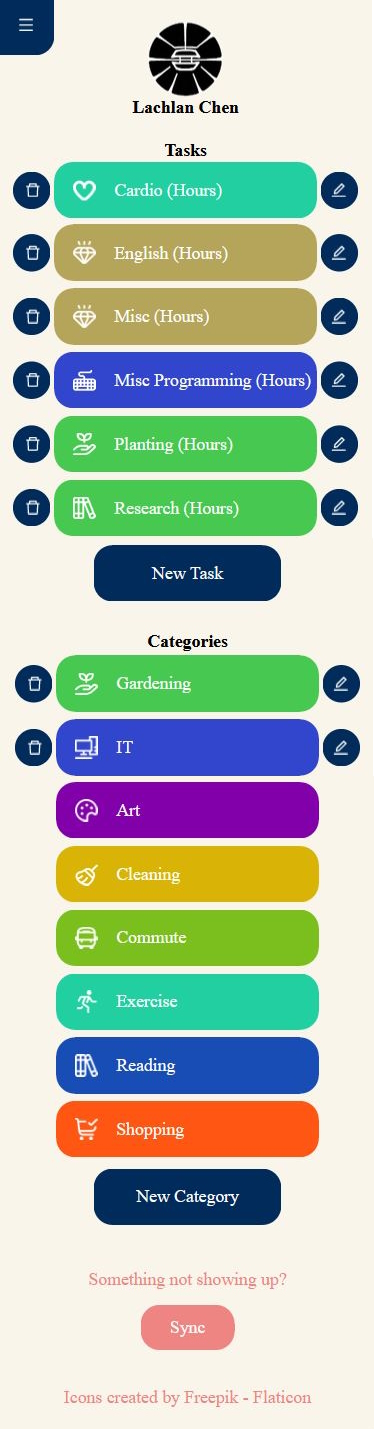 Lachlan Chen
Tasks
Cardio (Hours)
English (Hours)
Misc (Hours)
Misc Programming (Hours)
Planting (Hours)
Research (Hours)
New Task
Categories
Gardening
IT
Art
Cleaning
Commute
Exercise
Reading
Shopping
New Category
Something not showing up?
Sync
Icons created by Freepik - Flaticon